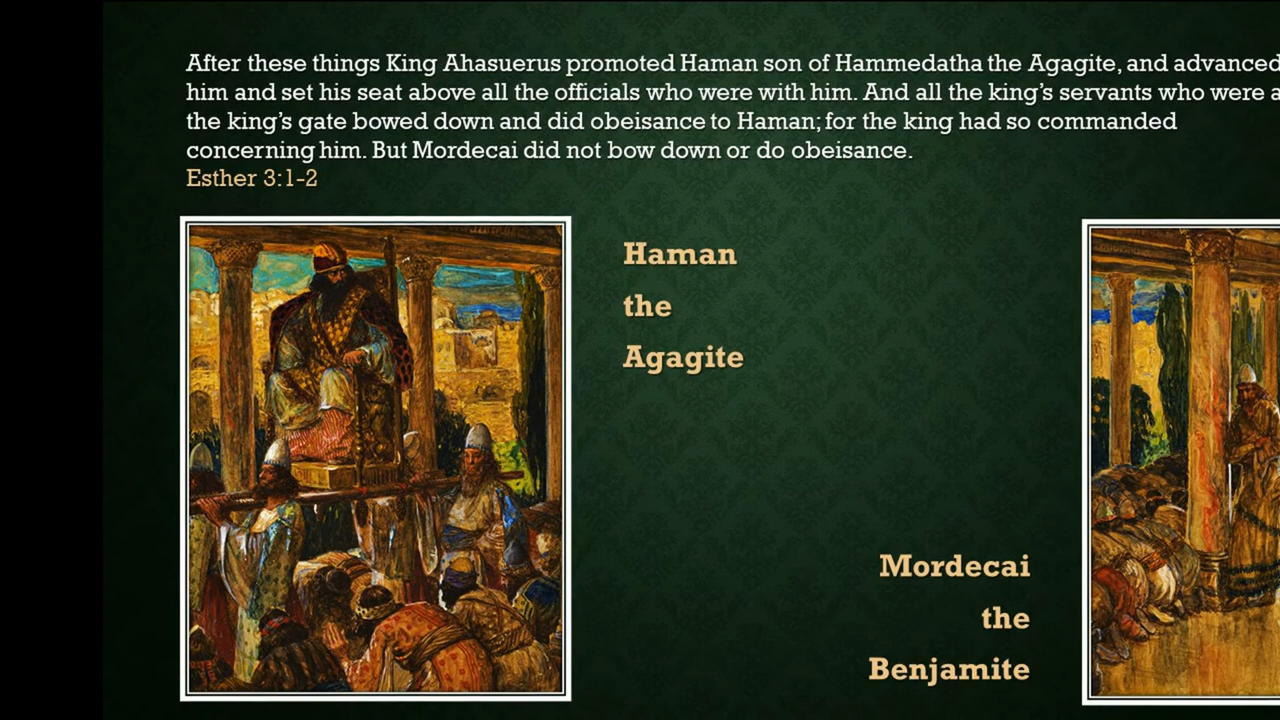 After these things King Ahasuerus promoted Haman son of Hammedatha the Agagite, and advanced
him and set his seat above all the officials who were with him. And all the king's servants who were
the king's gate bowed down and did obeisance to Haman; for the king had so commanded
concerning him. But Mordecai did not bow down or do obeisance.
Esther 3:1-2
Haman
the
Agagite
Mordecai
the
Benjamite